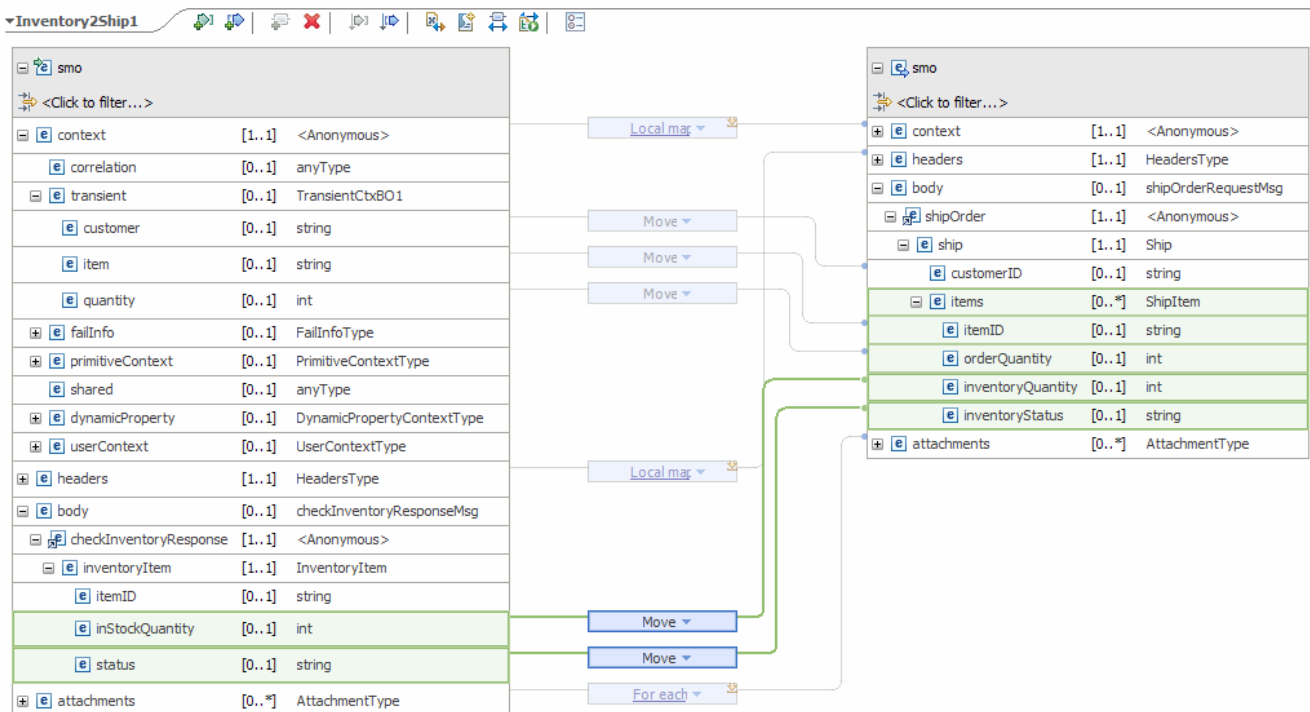 Inventory2Ship1
smo
<Click to filter...>
context [1..1] <Anonymous>
correlation [0..1] anyType
transient [0..1] TransientCtxBO1
customer [0..1] string
item [0..1] string
quantity [0..1] int
failInfo [0..1] FailInfoType
primitiveContext [0..1] PrimitiveContextType
shared [0..1] anyType
dynamicProperty [0..1] DynamicPropertyContextType
userContext [0..1] UserContextType
headers [1..1] HeadersType
body [0..1] checkInventoryResponseMsg
checkInventoryResponse [1..1] <Anonymous>
inventoryItem [1..1] InventoryItem
itemID [0..1] string
inStockQuantity [0..1] int
status [0..1] string
attachments [0..*] AttachmentType
Local map
Move
Move
Move
Local map
Move
Move
For each
smo
<Click to filter...>
context [1..1] <Anonymous>
headers [1..1] HeadersType
body [0..1] shipOrderRequestMsg
shipOrder [1..1] <Anonymous>
ship [1..1] Ship
customerID [0..1] string
items [0..*] ShipItem
itemID [0..1] string
orderQuantity [0..1] int
inventoryQuantity [0..1] int
inventoryStatus [0..1] string
attachments [0..*] AttachmentType